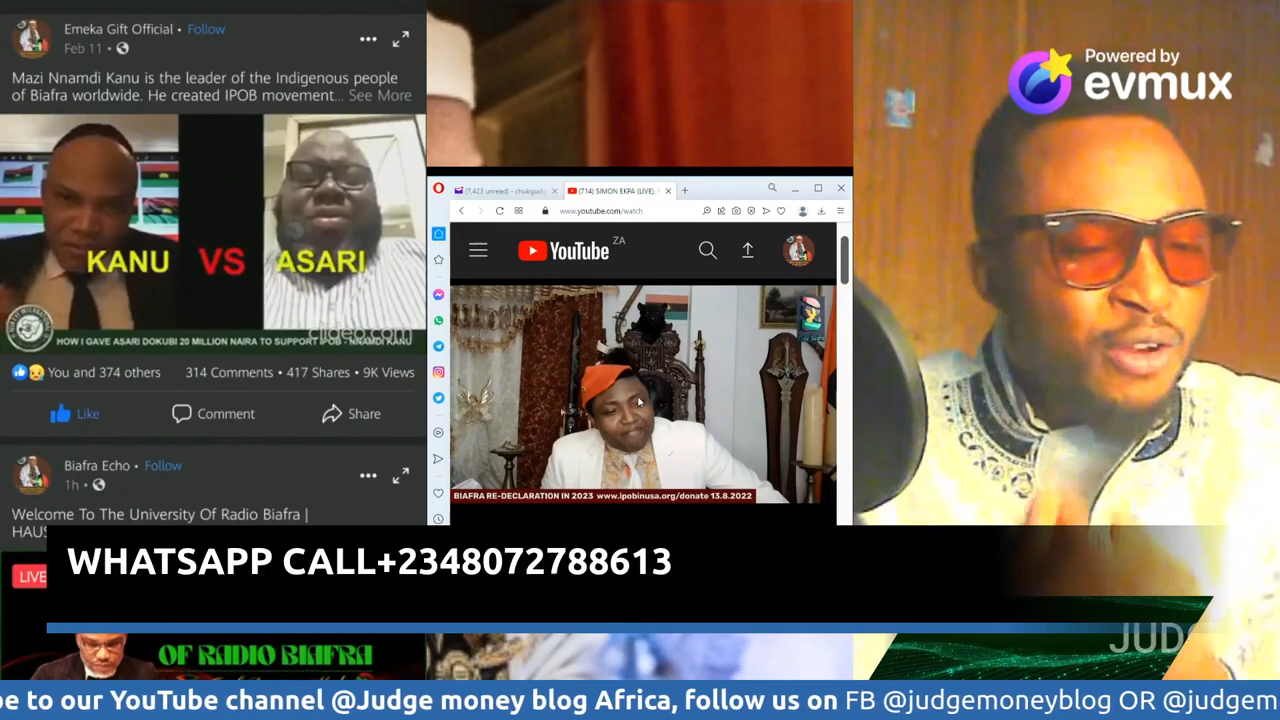 Emeka Gift Official • Follow
Feb 11 •
Mazi Nnamdi Kanu is the leader of the Indigenous people
of Biafra worldwide. He created IPOB movement... See More
KANU VS ASARI
clideo.com
HOW I GAVE ASARI DOKUBI 20 MILLION NAIRA TO SUPPORT IPOB - NNAMDI KANU
You and 374 others 314 Comments • 417 Shares • 9K Views
Like Comment Share
Biafra Echo • Follow
1h •
Welcome To The University Of Radio Biafra |
HAUS
LIVE
OF RADIO BIAFRA
(7,423 unread) - chuksjud
(714) SIMON EKPA (LIVE):
www.youtube.com/watch
YouTube ZA
BIAFRA RE-DECLARATION IN 2023 www.ipobinusa.org/donate 13.8.2022
Powered by
evmux
WHATSAPP CALL+2348072788613
JUDG
be to our YouTube channel @Judge money blog Africa, follow us on FB @judgemoneyblog OR @judgem